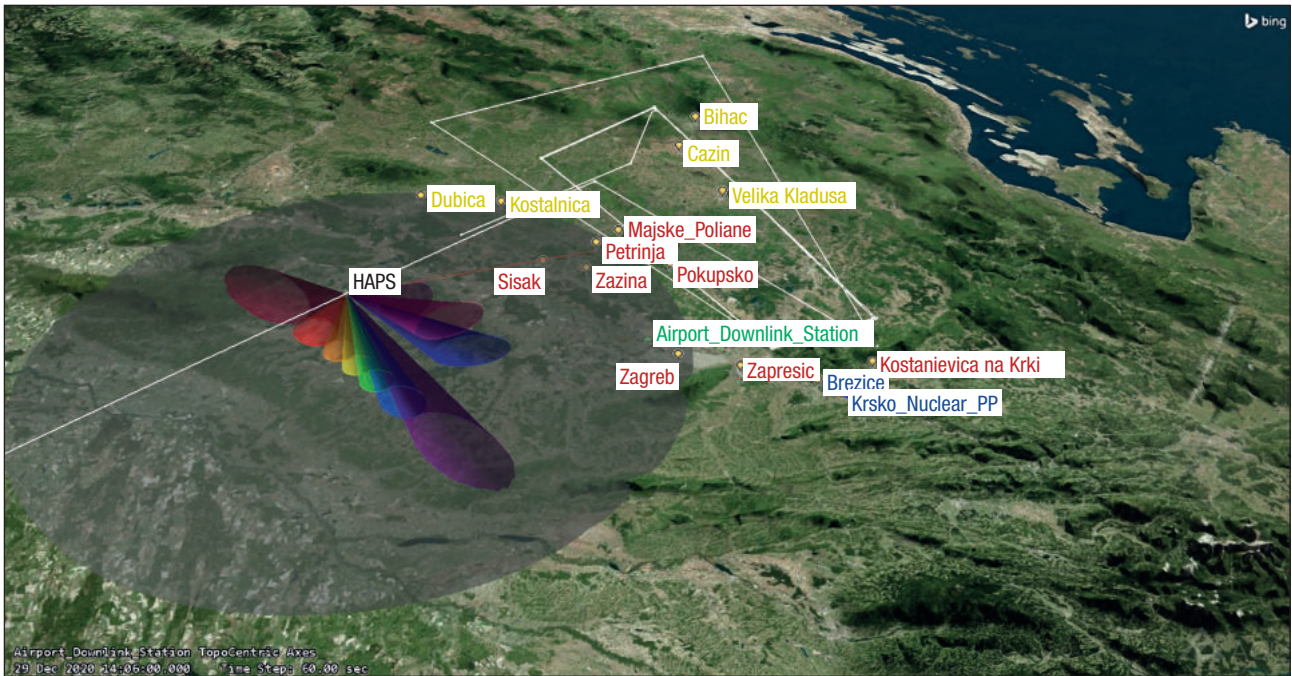 bing
Bihac
Cazin
Dubica
Kostalnica
Velika Kladusa
Majske_Poliane
Petrinja
HAPS
Sisak
Zazina
Pokupsko
Airport_Downlink_Station
Zagreb
Zapresic
Kostanievica na Krki
Brezice
Krsko_Nuclear_PP
Airport_Downlink_Station TopoCentric Axes
29 Dec 2020 14:06:00.000 Time Step: 60.00 sec